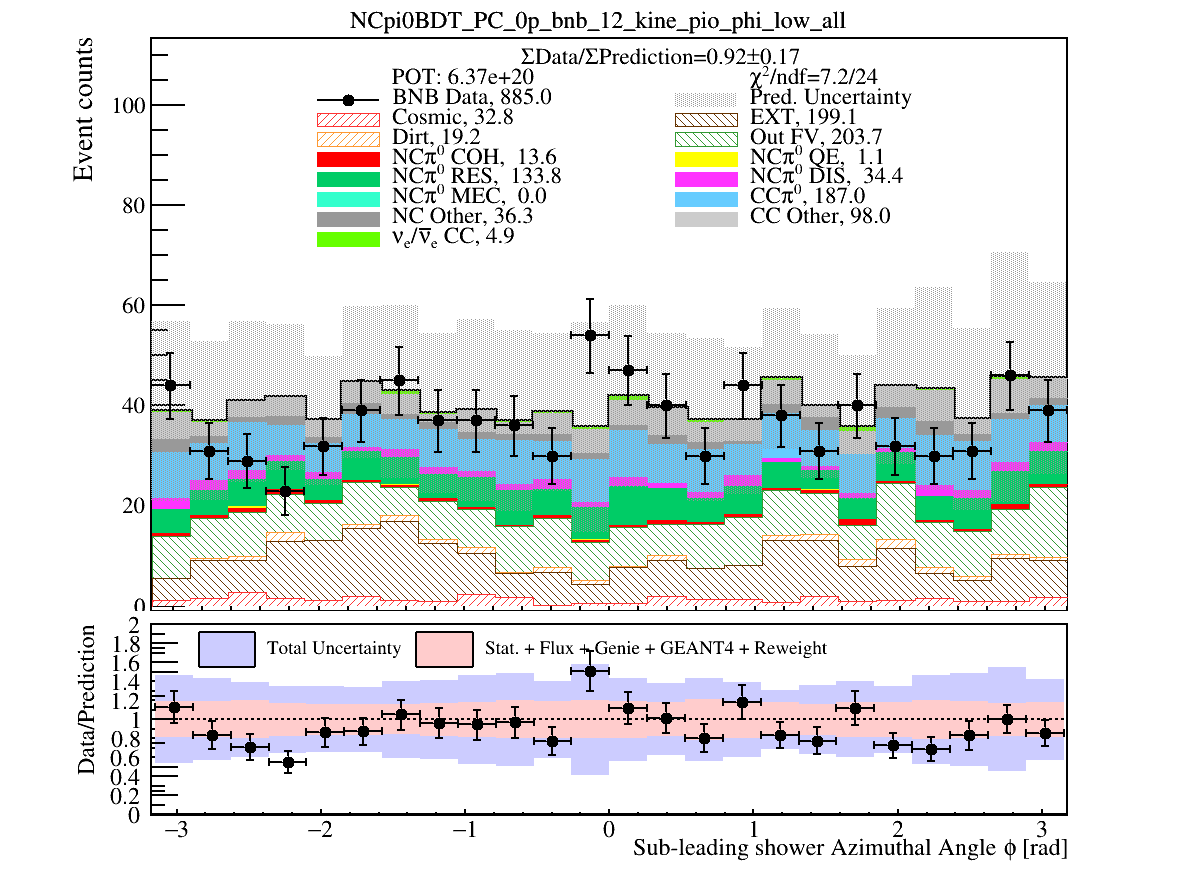 NCpi0BDT_PC_0p_bnb_12_kine_pio_phi_low_all
ΣData/ΣPrediction=0.92±0.17
POT: 6.37e+20
χ²/ndf=7.2/24
BNB Data, 885.0
Pred. Uncertainty
Cosmic, 32.8
EXT, 199.1
Dirt, 19.2
Out FV, 203.7
NCπ⁰ COH, 13.6
NCπ⁰ QE, 1.1
NCπ⁰ RES, 133.8
NCπ⁰ DIS, 34.4
NCπ⁰ MEC, 0.0
CCπ⁰, 187.0
NC Other, 36.3
CC Other, 98.0
νₑ/ν̅ₑ CC, 4.9
Event counts
100
80
60
40
20
0
Total Uncertainty
Stat. + Flux + Genie + GEANT4 + Reweight
Data/Prediction
2
1.8
1.6
1.4
1.2
1
0.8
0.6
0.4
0.2
0
−3 −2 −1 0 1 2 3
Sub-leading shower Azimuthal Angle ϕ [rad]